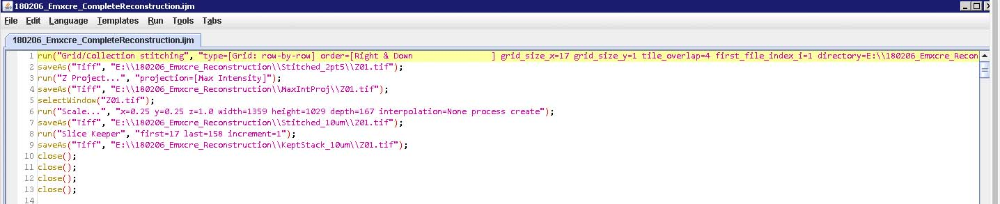 180206_Emxcre_CompleteReconstruction.ijm
File Edit Language Templates Run Tools Tabs
180206_Emxcre_CompleteReconstruction.ijm
1 run("Grid/Collection stitching", "type=[Grid: row-by-row] order=[Right & Down                ] grid_size_x=17 grid_size_y=1 tile_overlap=4 first_file_index_i=1 directory=E:\\180206_Emxcre_Recon
2 saveAs("Tiff", "E:\\180206_Emxcre_Reconstruction\\Stitched_2pt5\\Z01.tif");
3 run("Z Project...", "projection=[Max Intensity]");
4 saveAs("Tiff", "E:\\180206_Emxcre_Reconstruction\\MaxIntProj\\Z01.tif");
5 selectWindow("Z01.tif");
6 run("Scale...", "x=0.25 y=0.25 z=1.0 width=1359 height=1029 depth=167 interpolation=None process create");
7 saveAs("Tiff", "E:\\180206_Emxcre_Reconstruction\\Stitched_10um\\Z01.tif");
8 run("Slice Keeper", "first=17 last=158 increment=1");
9 saveAs("Tiff", "E:\\180206_Emxcre_Reconstruction\\KeptStack_10um\\Z01.tif");
10 close();
11 close();
12 close();
13 close();
14